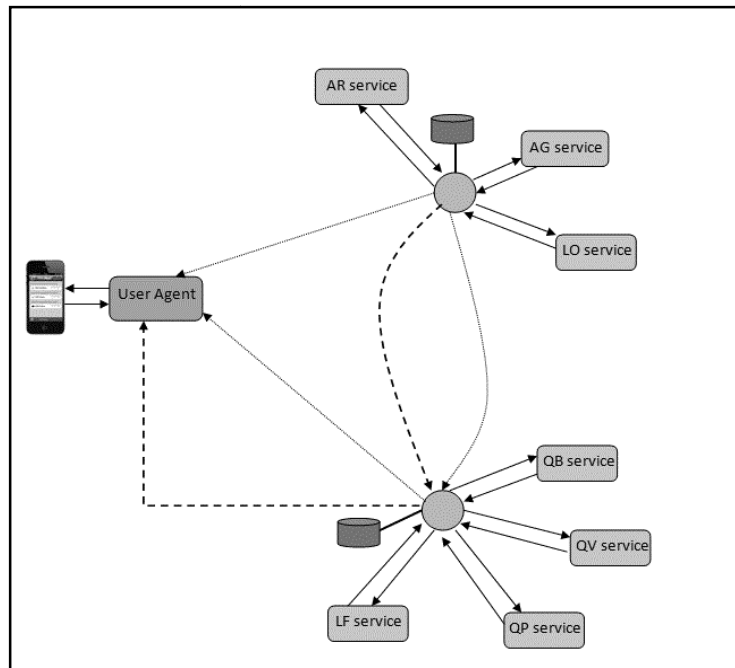 AR service
AG service
LO service
User Agent
QB service
QV service
LF service
QP service